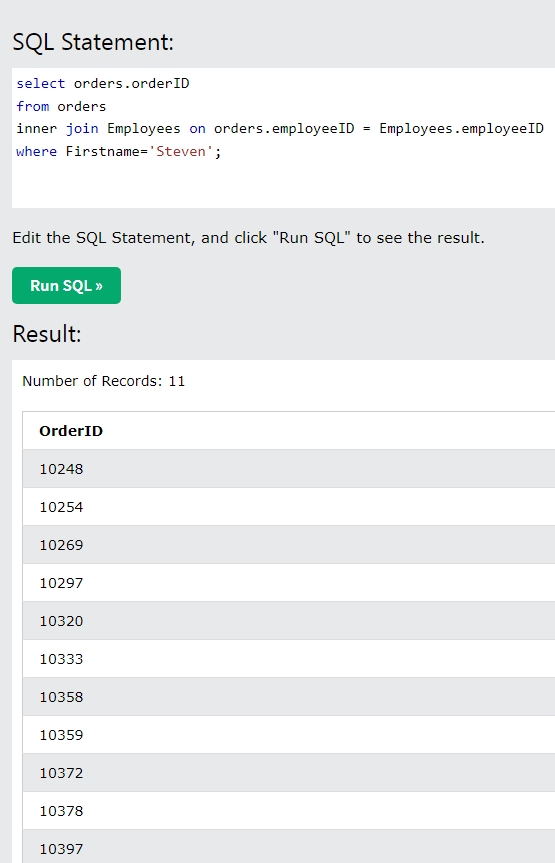 SQL Statement:
select orders.orderID
from orders
inner join Employees on orders.employeeID = Employees.employeeID
where Firstname='Steven';
Edit the SQL Statement, and click "Run SQL" to see the result.
Run SQL »
Result:
Number of Records: 11
OrderID
10248
10254
10269
10297
10320
10333
10358
10359
10372
10378
10397